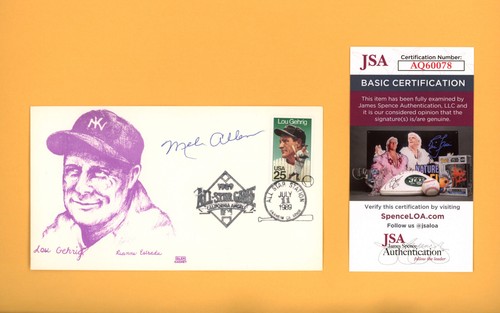 Mel Allen
Lou Gehrig
USA
25
1989
ALL-STAR GAME
CALIFORNIA ANGELS
ALL STAR STATION
JULY
11
1989
Lou Gehrig
JSA
Certification Number:
AQ60078
BASIC CERTIFICATION
This item has been fully examined by
James Spence Authentication, LLC and
it is our considered opinion that the
signature(s) is/are genuine.
Verify this certification by visiting
SpenceLOA.com
Follow us @jsaloa
JSA
James Spence
Authentication